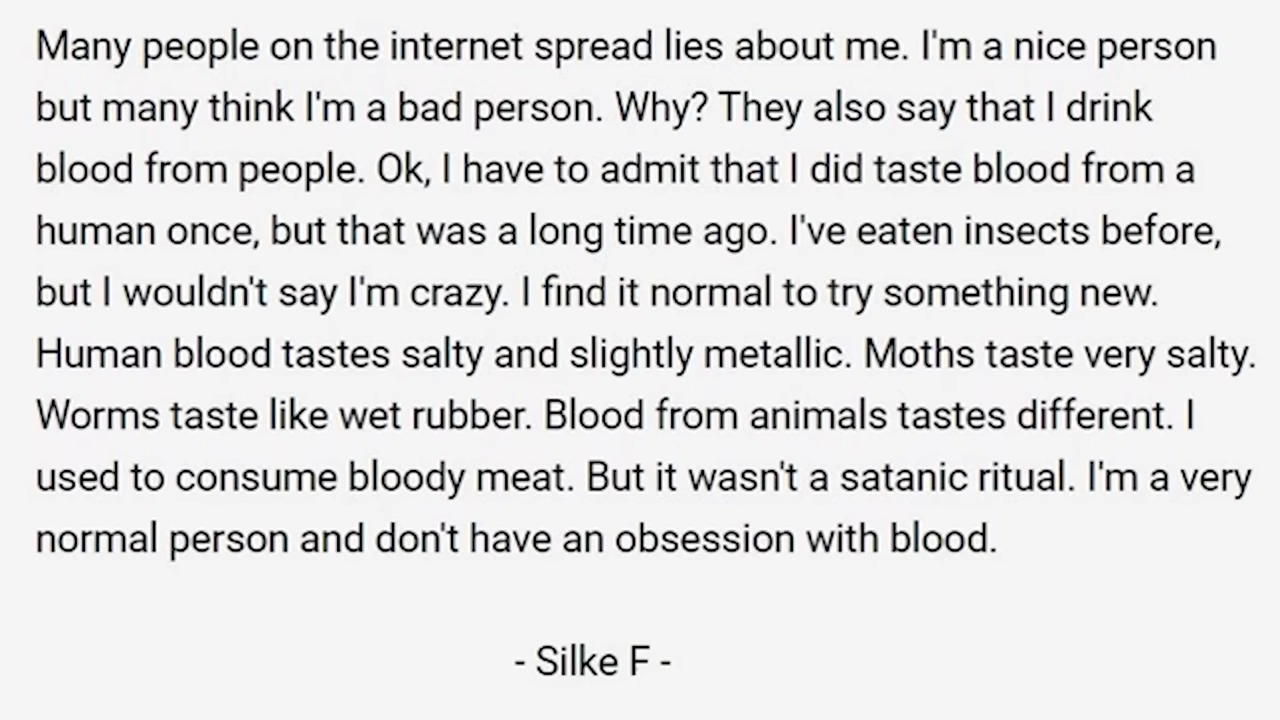 Many people on the internet spread lies about me. I'm a nice person
but many think I'm a bad person. Why? They also say that I drink
blood from people. Ok, I have to admit that I did taste blood from a
human once, but that was a long time ago. I've eaten insects before,
but I wouldn't say I'm crazy. I find it normal to try something new.
Human blood tastes salty and slightly metallic. Moths taste very salty.
Worms taste like wet rubber. Blood from animals tastes different. I
used to consume bloody meat. But it wasn't a satanic ritual. I'm a very
normal person and don't have an obsession with blood.
- Silke F -